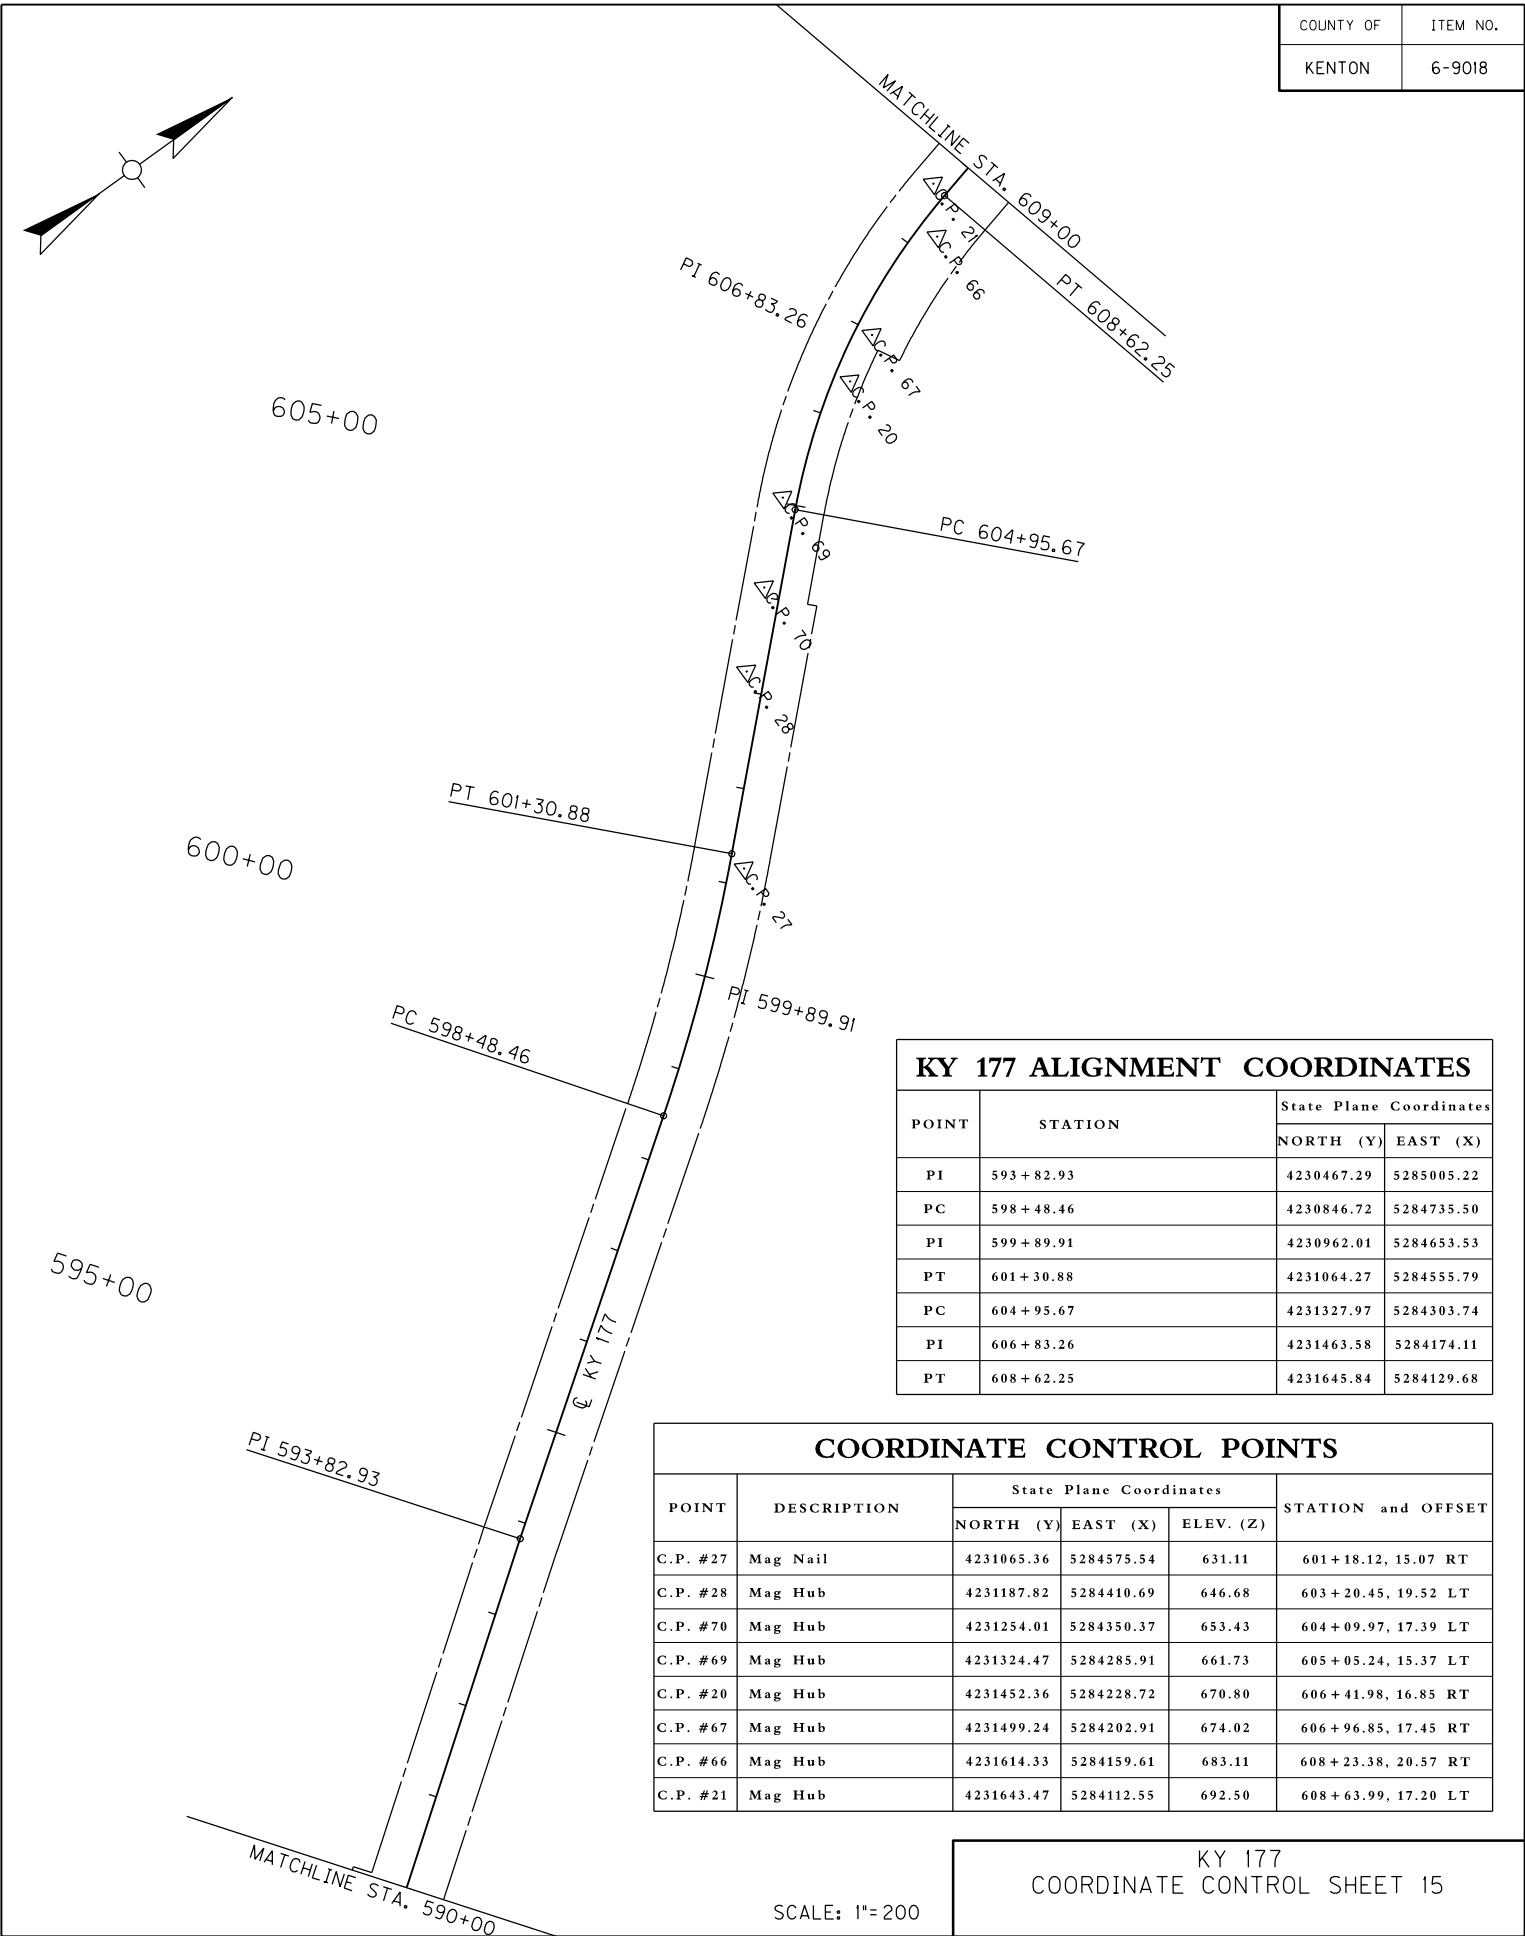 COUNTY OF ITEM NO.
KENTON 6-9018
MATCHLINE STA. 609+00
C.P. 21
C.P. 66
PT 608+62.25
PI 606+83.26
C.P. 67
C.P. 20
605+00
C.P. 69
PC 604+95.67
C.P. 70
C.P. 28
PT 601+30.88
600+00
C.P. 27
PI 599+89.91
PC 598+48.46
595+00
℄ KY 177
PI 593+82.93
MATCHLINE STA. 590+00
KY 177 ALIGNMENT COORDINATES
POINT STATION State Plane Coordinates
NORTH (Y) EAST (X)
PI 593+82.93 4230467.29 5285005.22
PC 598+48.46 4230846.72 5284735.50
PI 599+89.91 4230962.01 5284653.53
PT 601+30.88 4231064.27 5284555.79
PC 604+95.67 4231327.97 5284303.74
PI 606+83.26 4231463.58 5284174.11
PT 608+62.25 4231645.84 5284129.68
COORDINATE CONTROL POINTS
POINT DESCRIPTION State Plane Coordinates STATION and OFFSET
NORTH (Y) EAST (X) ELEV. (Z)
C.P. #27 Mag Nail 4231065.36 5284575.54 631.11 601+18.12, 15.07 RT
C.P. #28 Mag Hub 4231187.82 5284410.69 646.68 603+20.45, 19.52 LT
C.P. #70 Mag Hub 4231254.01 5284350.37 653.43 604+09.97, 17.39 LT
C.P. #69 Mag Hub 4231324.47 5284285.91 661.73 605+05.24, 15.37 LT
C.P. #20 Mag Hub 4231452.36 5284228.72 670.80 606+41.98, 16.85 RT
C.P. #67 Mag Hub 4231499.24 5284202.91 674.02 606+96.85, 17.45 RT
C.P. #66 Mag Hub 4231614.33 5284159.61 683.11 608+23.38, 20.57 RT
C.P. #21 Mag Hub 4231643.47 5284112.55 692.50 608+63.99, 17.20 LT
KY 177
COORDINATE CONTROL SHEET 15
SCALE: 1"=200